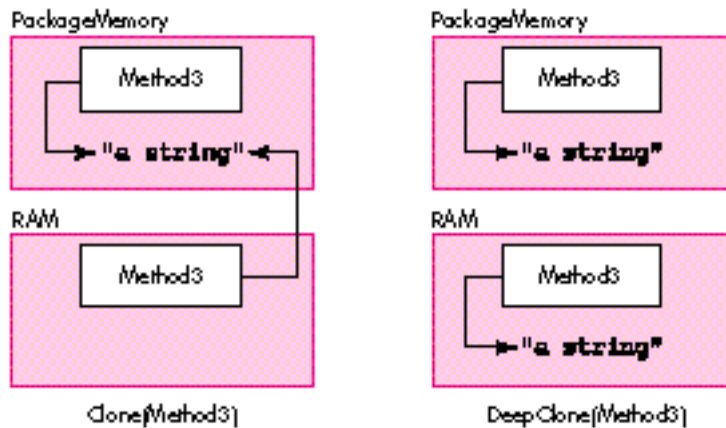 PackageMemory
Method3
"a string"
RAM
Method3
Clone(Method3)
PackageMemory
Method3
"a string"
RAM
Method3
"a string"
DeepClone(Method3)